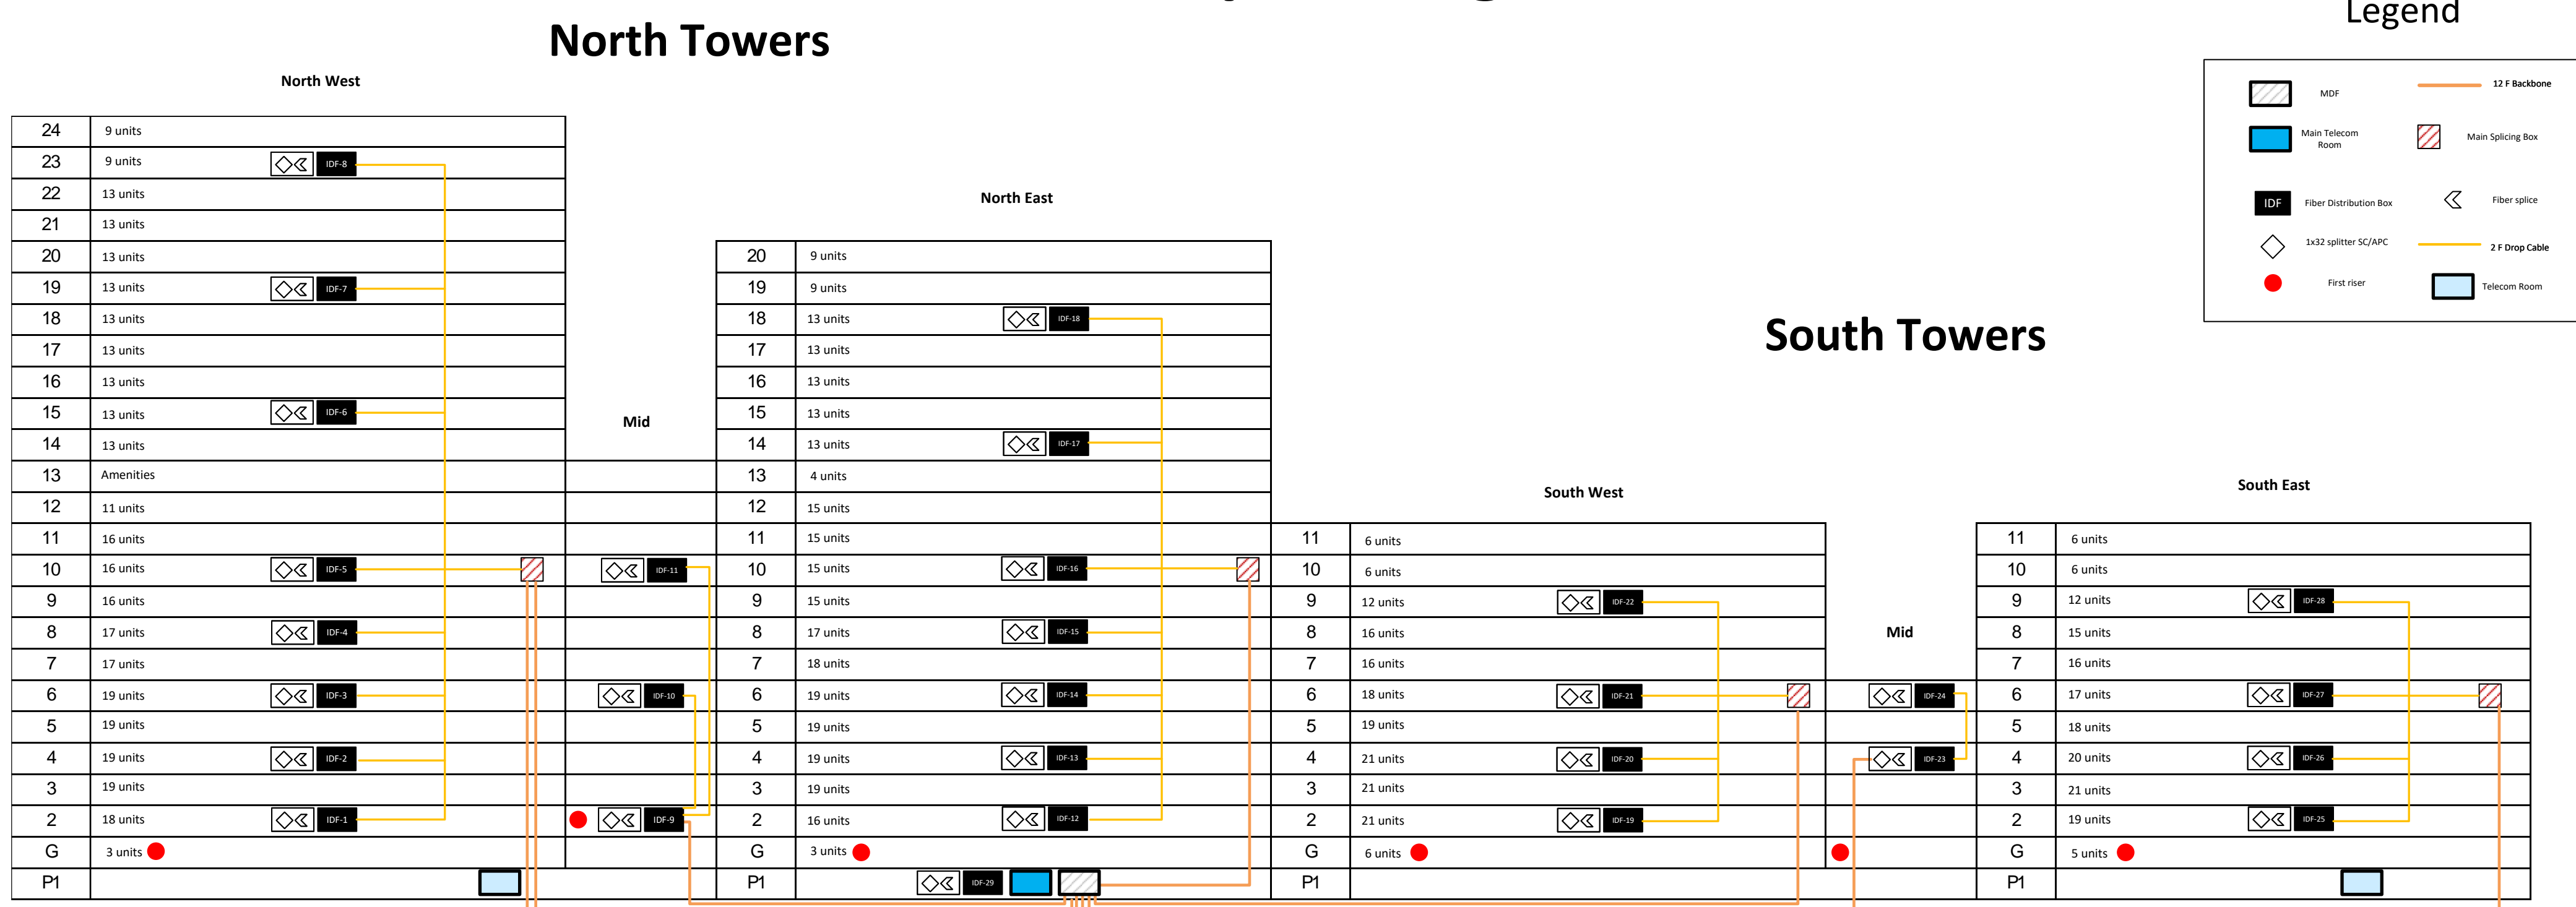 Legend
North Towers
North West
MDF
12 F Backbone
Main Telecom
Room
Main Splicing Box
IDF
Fiber Distribution Box
Fiber splice
1x32 splitter SC/APC
2 F Drop Cable
First riser
Telecom Room
North East
South Towers
Mid
South West
South East
Mid
24 9 units
23 9 units IDF-8
22 13 units
21 13 units
20 13 units 20 9 units
19 13 units IDF-7 19 9 units
18 13 units 18 13 units IDF-18
17 13 units 17 13 units
16 13 units 16 13 units
15 13 units IDF-6 15 13 units
14 13 units 14 13 units IDF-17
13 Amenities 13 4 units
12 11 units 12 15 units
11 16 units 11 15 units 11 6 units 11 6 units
10 16 units IDF-5 IDF-11 10 15 units IDF-16 10 6 units 10 6 units
9 16 units 9 15 units 9 12 units IDF-22 9 12 units IDF-28
8 17 units IDF-4 8 17 units IDF-15 8 16 units 8 15 units
7 17 units 7 18 units 7 16 units 7 16 units
6 19 units IDF-3 IDF-10 6 19 units IDF-14 6 18 units IDF-21 IDF-24 6 17 units IDF-27
5 19 units 5 19 units 5 19 units 5 18 units
4 19 units IDF-2 4 19 units IDF-13 4 21 units IDF-20 IDF-23 4 20 units IDF-26
3 19 units 3 19 units 3 21 units 3 21 units
2 18 units IDF-1 IDF-9 2 16 units IDF-12 2 21 units IDF-19 2 19 units IDF-25
G 3 units G 3 units G 6 units G 5 units
P1 P1 IDF-29 P1 P1